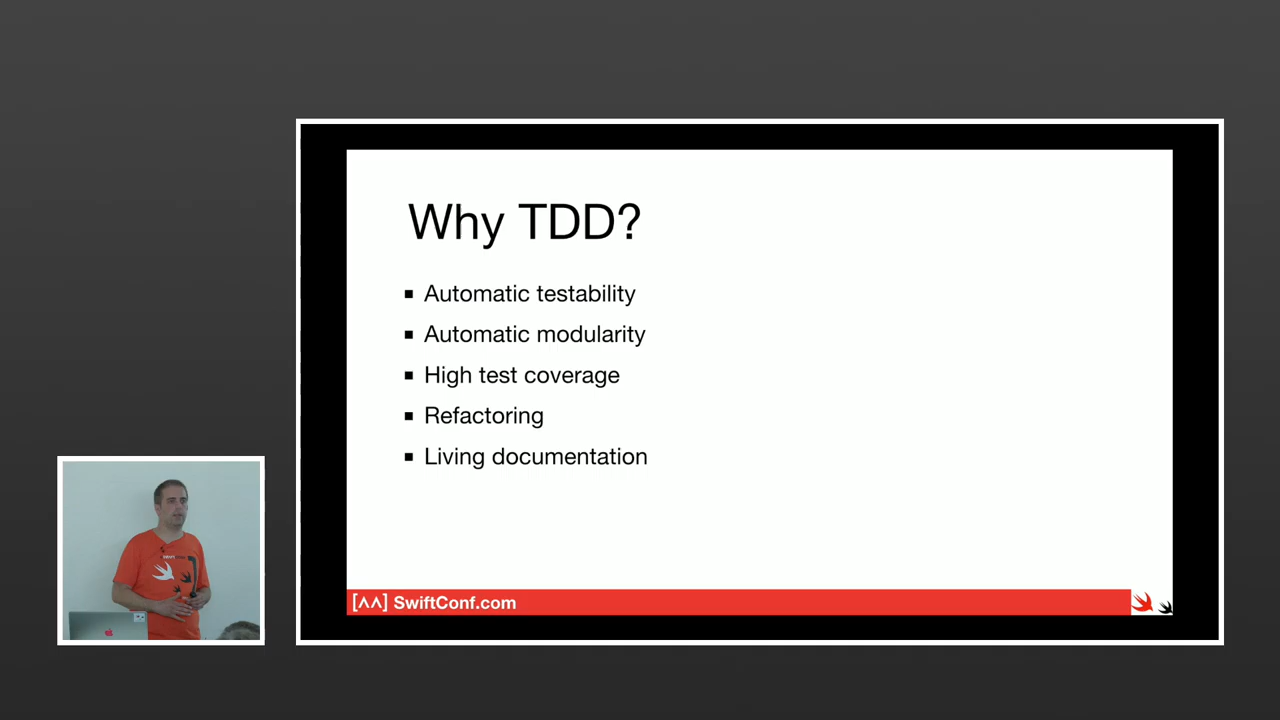 Why TDD?
Automatic testability
Automatic modularity
High test coverage
Refactoring
Living documentation
[^^] SwiftConf.com